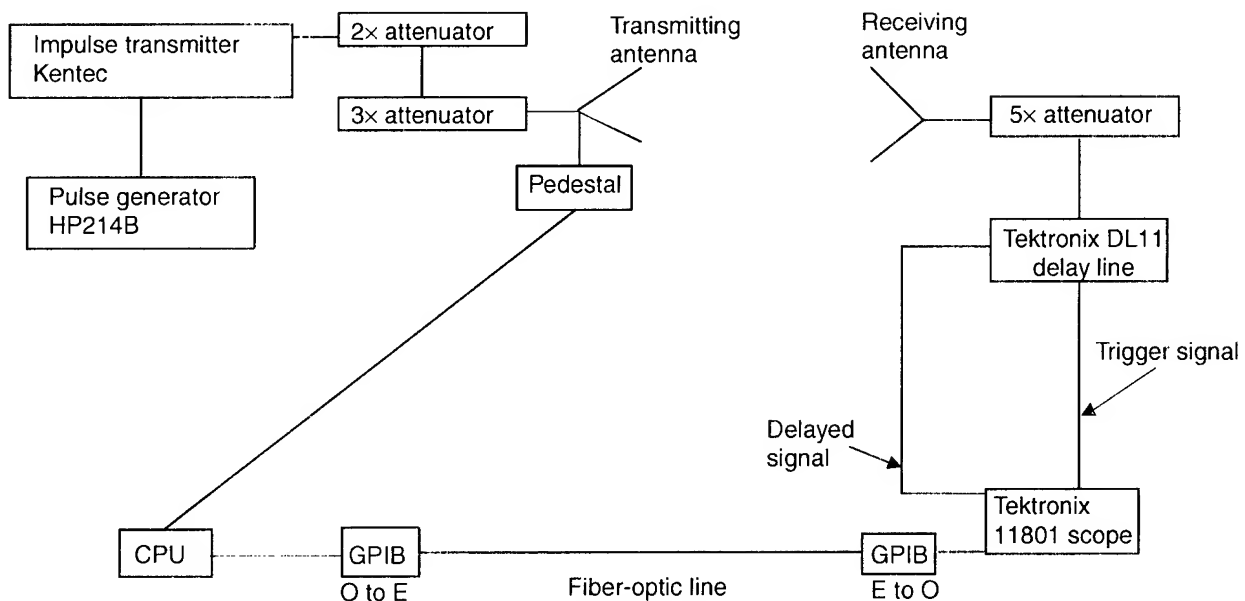 Impulse transmitter
Kentec
2× attenuator
Transmitting
antenna
Receiving
antenna
3× attenuator
5× attenuator
Pulse generator
HP214B
Pedestal
Tektronix DL11
delay line
Trigger signal
Delayed
signal
Tektronix
11801 scope
CPU
GPIB
O to E
Fiber-optic line
GPIB
E to O